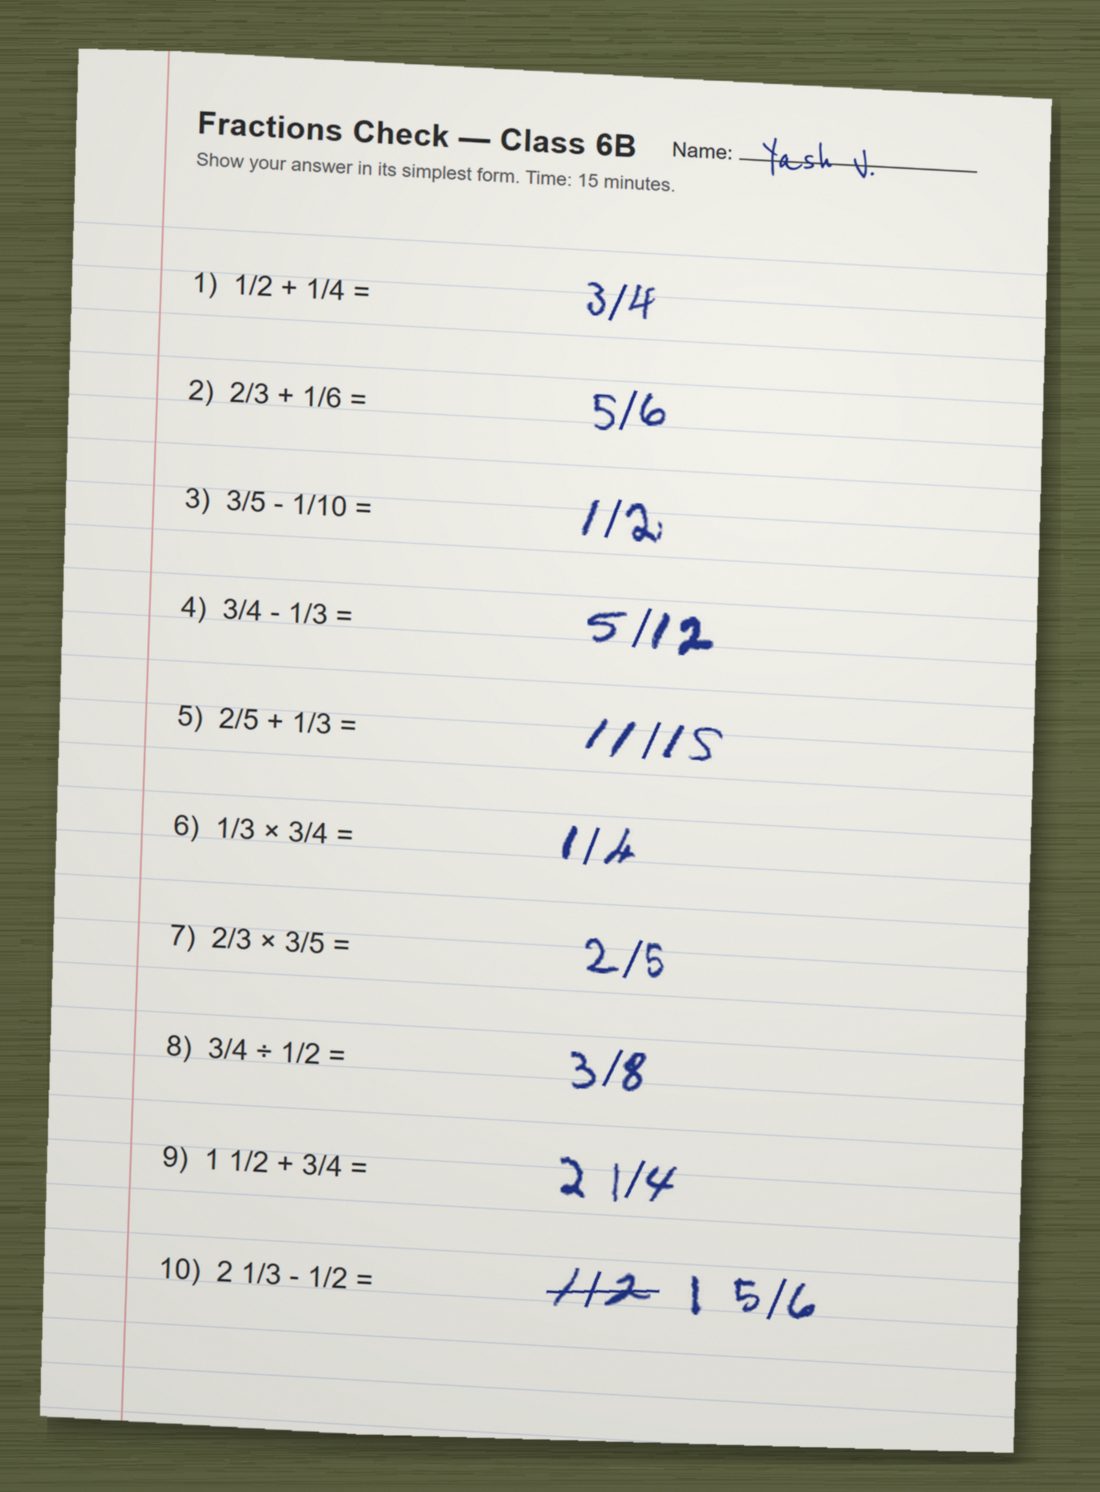 Fractions Check — Class 6B Name: Yash V.
Show your answer in its simplest form. Time: 15 minutes.
1) 1/2 + 1/4 = 3/4
2) 2/3 + 1/6 = 5/6
3) 3/5 - 1/10 = 1/2
4) 3/4 - 1/3 = 5/12
5) 2/5 + 1/3 = 11/15
6) 1/3 × 3/4 = 1/4
7) 2/3 × 3/5 = 2/5
8) 3/4 ÷ 1/2 = 3/8
9) 1 1/2 + 3/4 = 2 1/4
10) 2 1/3 - 1/2 = 1/2 1 5/6